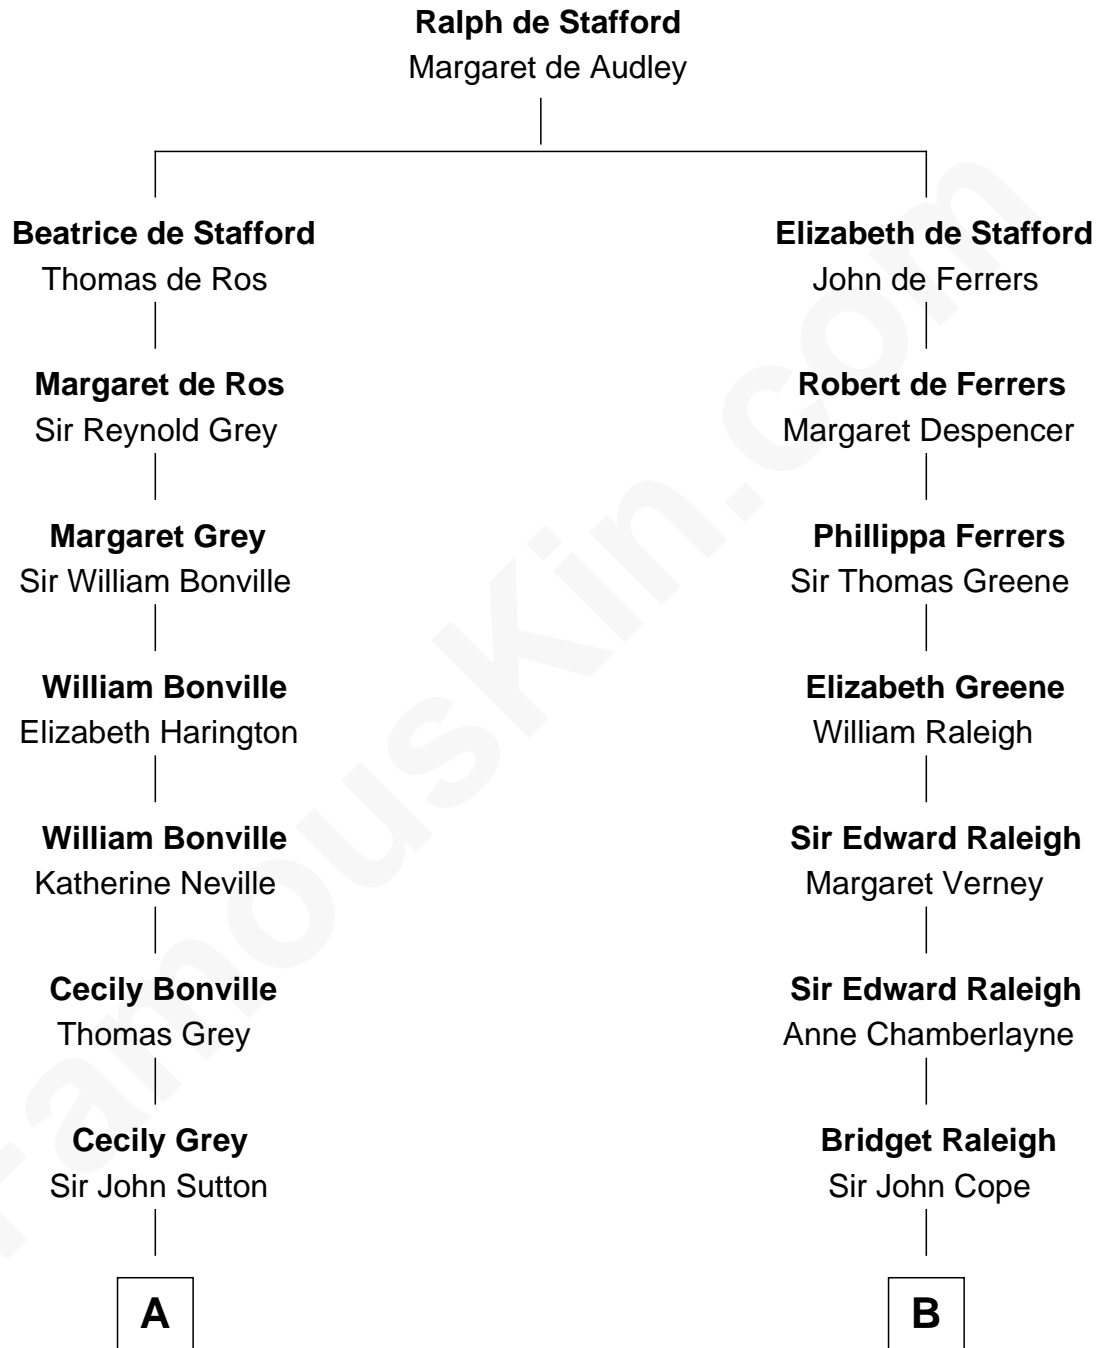 Ralph de Stafford
Margaret de Audley
Beatrice de Stafford
Thomas de Ros
Margaret de Ros
Sir Reynold Grey
Margaret Grey
Sir William Bonville
William Bonville
Elizabeth Harington
William Bonville
Katherine Neville
Cecily Bonville
Thomas Grey
Cecily Grey
Sir John Sutton
A
Elizabeth de Stafford
John de Ferrers
Robert de Ferrers
Margaret Despencer
Phillippa Ferrers
Sir Thomas Greene
Elizabeth Greene
William Raleigh
Sir Edward Raleigh
Margaret Verney
Sir Edward Raleigh
Anne Chamberlayne
Bridget Raleigh
Sir John Cope
B
FamousKin.com